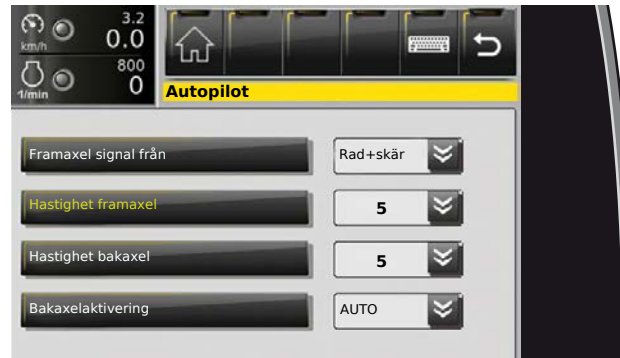 3.2
km/h 0.0
800
1/min 0
Autopilot
Framaxel signal från Rad+skär
Hastighet framaxel 5
Hastighet bakaxel 5
Bakaxelaktivering AUTO